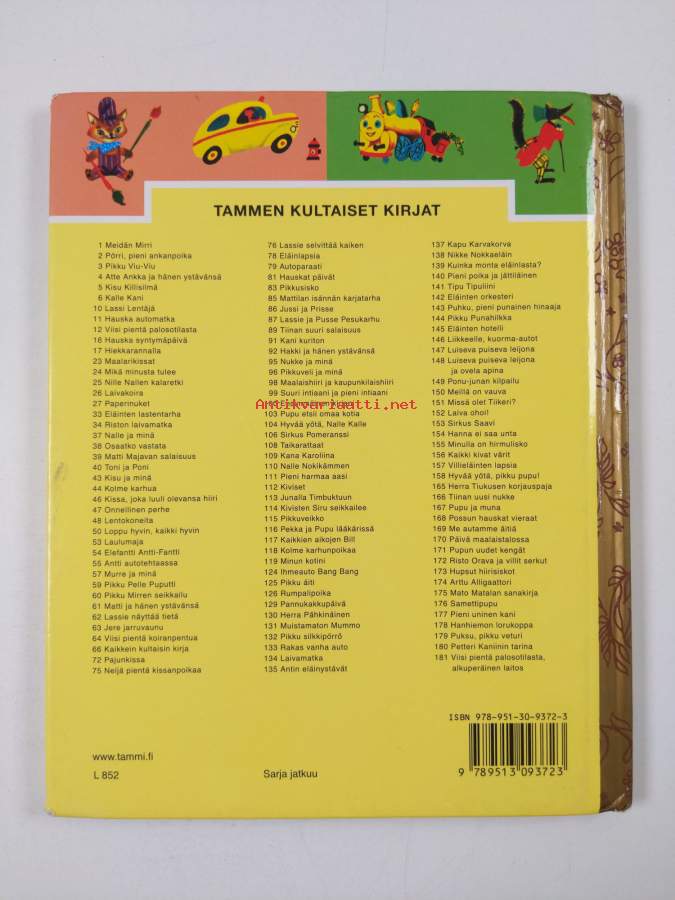 TAMMEN KULTAISET KIRJAT
1 Meidän Mirri
2 Pörri, pieni ankanpoika
3 Pikku Viu-Viu
4 Atte Ankka ja hänen ystävänsä
5 Kisu Killisilmä
6 Kalle Kani
10 Lassi Lentäjä
11 Hauska automatka
12 Viisi pientä palosotilasta
16 Hauska syntymäpäivä
17 Hiekkarannalla
23 Maalarikissat
24 Mikä minusta tulee
25 Nille Nallen kalaretki
26 Laivakoira
27 Paperinuket
33 Eläinten lastentarha
34 Riston laivamatka
37 Nalle ja minä
38 Osaatko vastata
39 Matti Majavan salaisuus
40 Toni ja Poni
43 Kisu ja minä
44 Kolme karhua
46 Kissa, joka luuli olevansa hiiri
47 Onnellinen perhe
48 Lentokoneita
50 Loppu hyvin, kaikki hyvin
53 Laulumaja
54 Elefantti Antti-Fantti
55 Antti autotehtaassa
57 Murre ja minä
59 Pikku Pelle Puputti
60 Pikku Mirren seikkailu
61 Matti ja hänen ystävänsä
62 Lassie näyttää tietä
63 Jere jarruvaunu
64 Viisi pientä koiranpentua
66 Kaikkein kultaisin kirja
72 Pajunkissa
75 Neljä pientä kissanpoikaa
76 Lassie selvittää kaiken
78 Eläinlapsia
79 Autoparaati
81 Hauskat päivät
83 Pikkusisko
85 Mattilan isännän karjatarha
86 Jussi ja Prisse
87 Lassie ja Pusse Pesukarhu
89 Tiinan suuri salaisuus
91 Kani kuriton
92 Hakki ja hänen ystävänsä
95 Nukke ja minä
96 Pikkuveli ja minä
98 Maalaishiiri ja kaupunkilaishiiri
99 Suuri intiaani ja pieni intiaani
Antikvariaatti.net
103 Pupu etsii omaa kotia
104 Hyvää yötä, Nalle Kalle
106 Sirkus Pomeranssi
108 Taikarattaat
109 Kana Karoliina
110 Nalle Nokikämmen
111 Pieni harmaa aasi
112 Kiviset
113 Junalla Timbuktuun
114 Kivisten Siru seikkailee
115 Pikkuveikko
116 Pekka ja Pupu lääkärissä
117 Kaikkien aikojen Bill
118 Kolme karhunpoikaa
119 Minun kotini
124 Ihmeauto Bang Bang
125 Pikku äiti
126 Rumpalipoika
129 Pannukakkupäivä
130 Herra Pähkinäinen
131 Muistamaton Mummo
132 Pikku silkkipörrö
133 Rakas vanha auto
134 Laivamatka
135 Antin eläinystävät
137 Kapu Karvakorva
138 Nikke Nokkaeläin
139 Kuinka monta eläinlasta?
140 Pieni poika ja jättiläinen
141 Tipu Tipuliini
142 Eläinten orkesteri
143 Puhku, pieni punainen hinaaja
144 Pikku Punahilkka
145 Eläinten hotelli
146 Liikkeelle, kuorma-autot
147 Luiseva puiseva leijona
148 Luiseva puiseva leijona
ja ovela apina
149 Ponu-junan kilpailu
150 Meillä on vauva
151 Missä olet Tiikeri?
152 Laiva ohoi!
153 Sirkus Saavi
154 Hanna ei saa unta
155 Minulla on hirmulisko
156 Kaikki kivat värit
157 Villieläinten lapsia
158 Hyvää yötä, pikku pupu!
165 Herra Tiukusen korjauspaja
166 Tiinan uusi nukke
167 Pupu ja muna
168 Possun hauskat vieraat
169 Me autamme äitiä
170 Päivä maalaistalossa
171 Pupun uudet kengät
172 Risto Orava ja villit serkut
173 Hupsut hiirisiskot
174 Arttu Alligaattori
175 Mato Matalan sanakirja
176 Samettipupu
177 Pieni uninen kani
178 Hanhiemon lorukoppa
179 Puksu, pikku veturi
180 Petteri Kaniinin tarina
181 Viisi pientä palosotilasta,
alkuperäinen laitos
ISBN 978-951-30-9372-3
9 789513 093723
www.tammi.fi
L 852
Sarja jatkuu